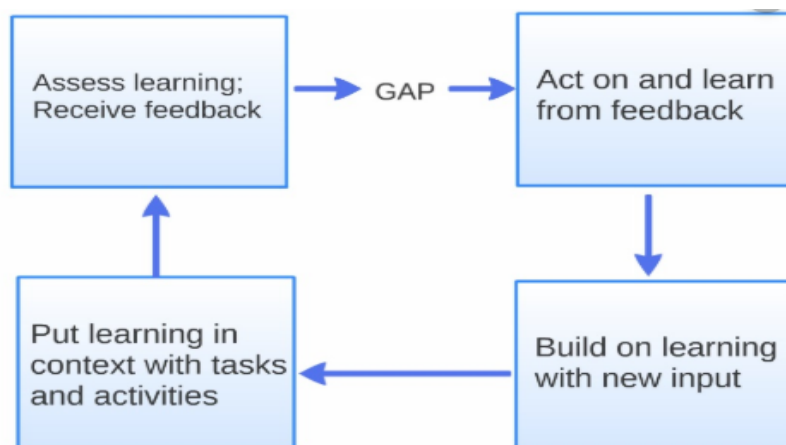 Assess learning;
Receive feedback
GAP
Act on and learn
from feedback
Build on learning
with new input
Put learning in
context with tasks
and activities